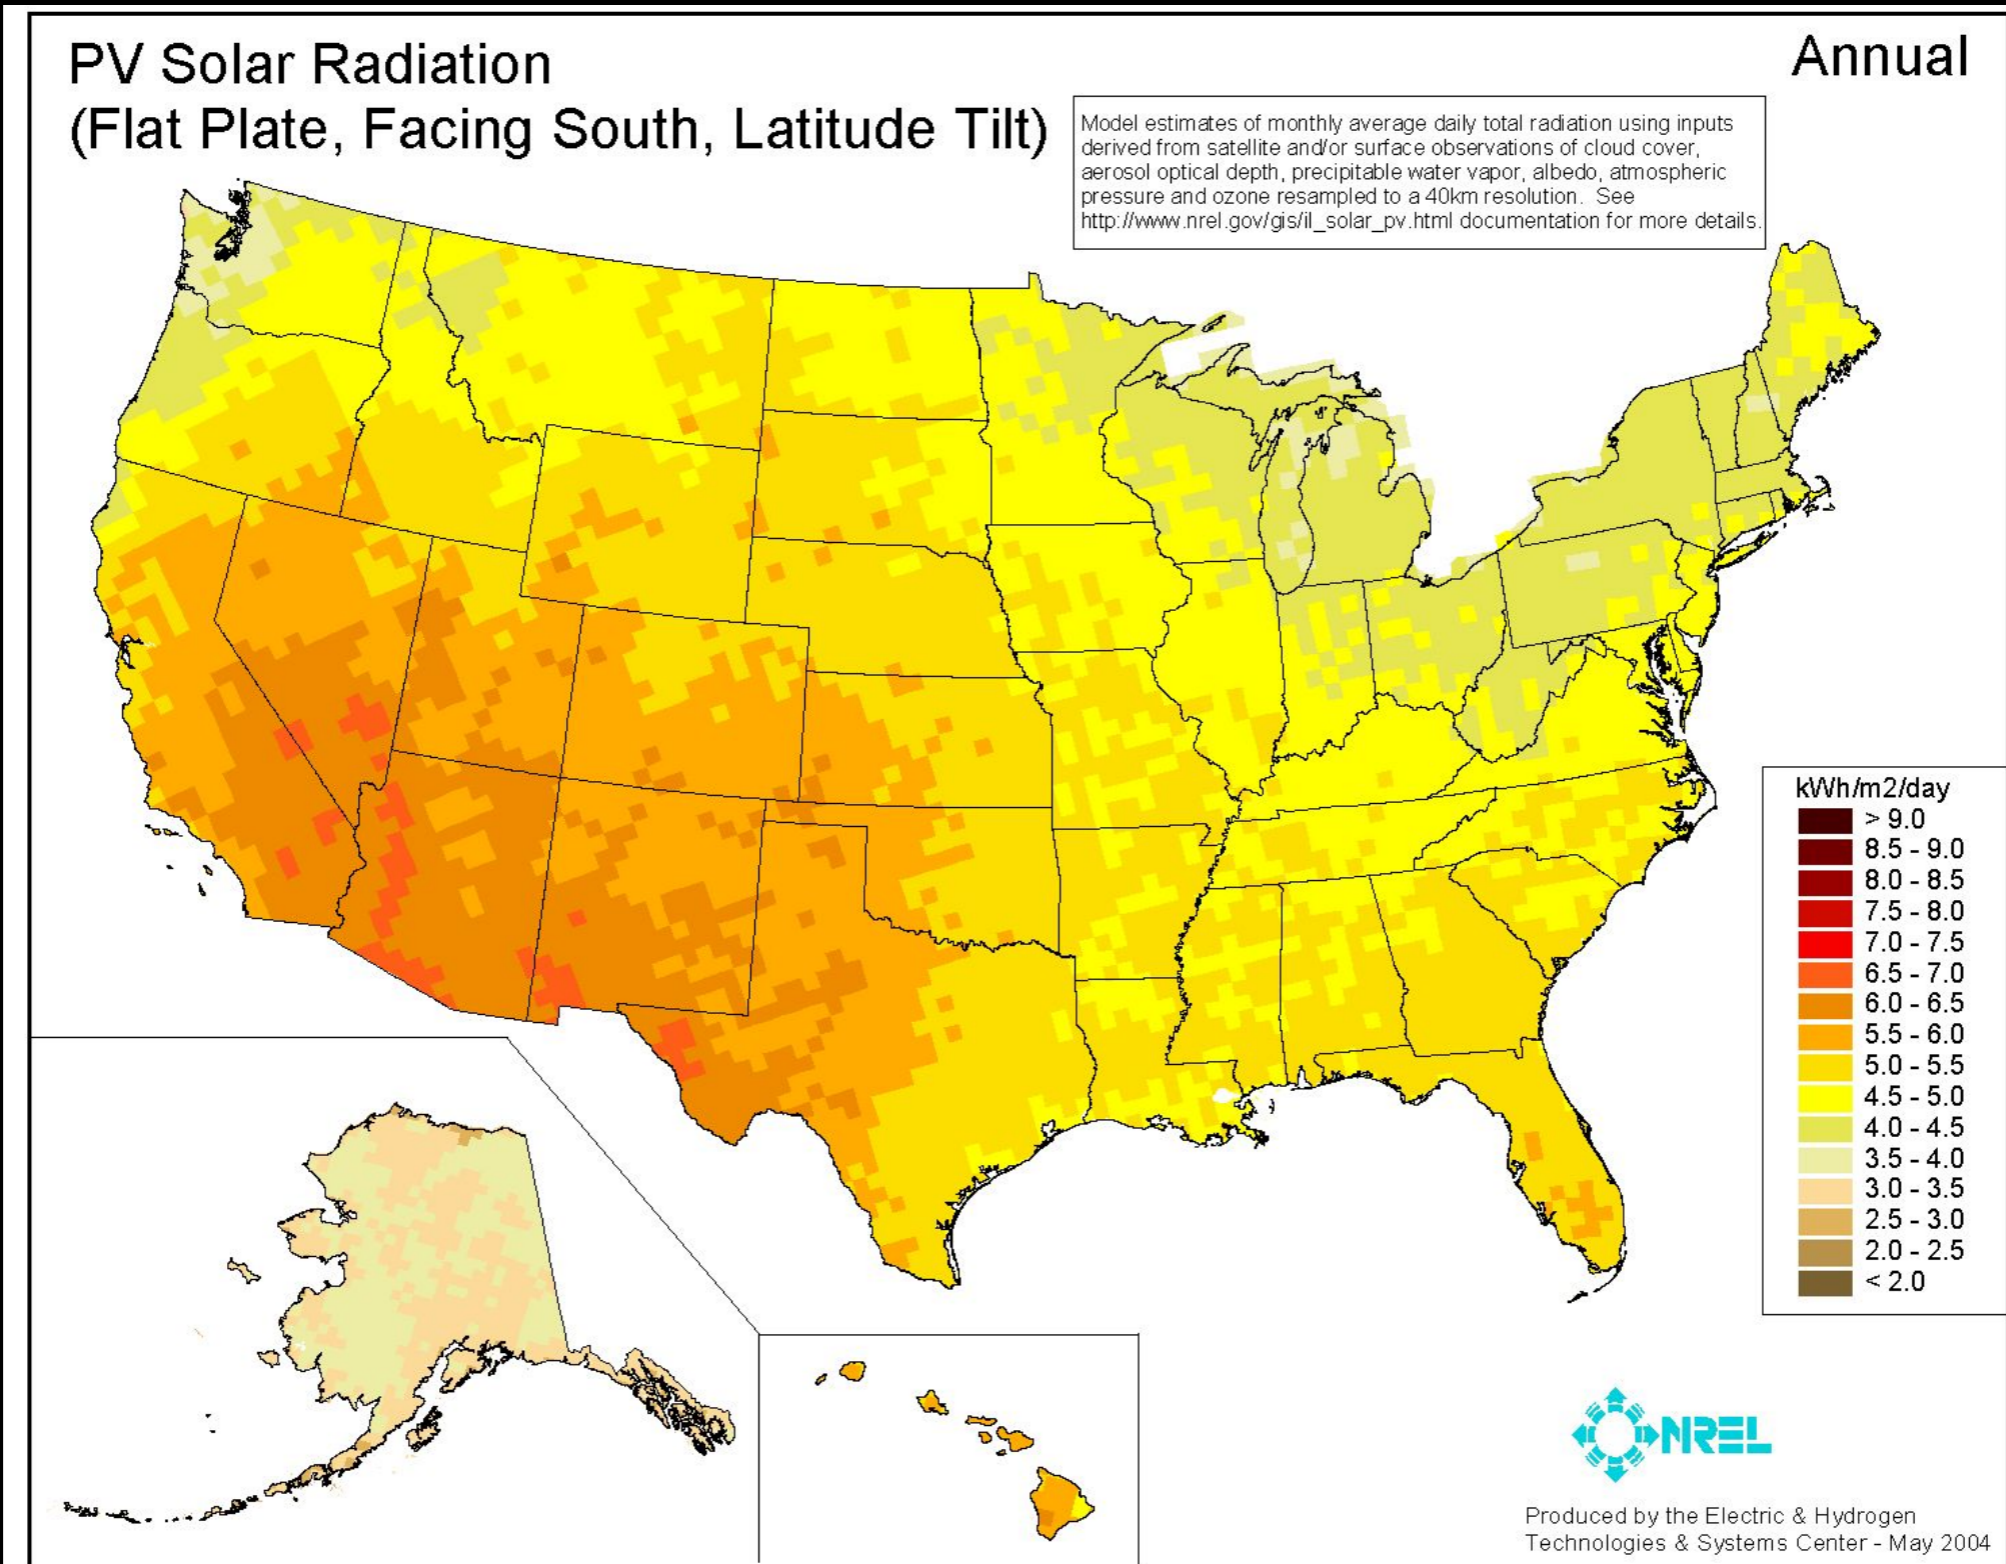 PV Solar Radiation
(Flat Plate, Facing South, Latitude Tilt)
Annual
Model estimates of monthly average daily total radiation using inputs
derived from satellite and/or surface observations of cloud cover,
aerosol optical depth, precipitable water vapor, albedo, atmospheric
pressure and ozone resampled to a 40km resolution. See
http://www.nrel.gov/gis/il_solar_pv.html documentation for more details.
kWh/m2/day
> 9.0
8.5 - 9.0
8.0 - 8.5
7.5 - 8.0
7.0 - 7.5
6.5 - 7.0
6.0 - 6.5
5.5 - 6.0
5.0 - 5.5
4.5 - 5.0
4.0 - 4.5
3.5 - 4.0
3.0 - 3.5
2.5 - 3.0
2.0 - 2.5
< 2.0
NREL
Produced by the Electric & Hydrogen
Technologies & Systems Center - May 2004